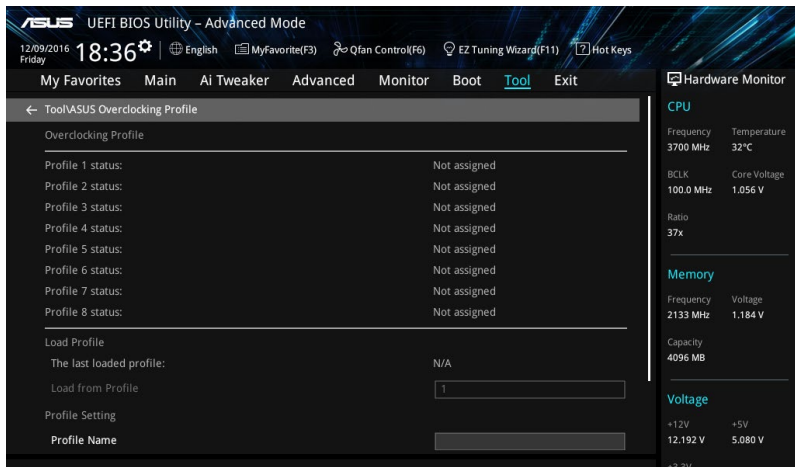 ASUS UEFI BIOS Utility – Advanced Mode
12/09/2016 Friday 18:36 English MyFavorite(F3) Qfan Control(F6) EZ Tuning Wizard(F11) ? Hot Keys
My Favorites Main Ai Tweaker Advanced Monitor Boot Tool Exit
← Tool\ASUS Overclocking Profile
Overclocking Profile
Profile 1 status: Not assigned
Profile 2 status: Not assigned
Profile 3 status: Not assigned
Profile 4 status: Not assigned
Profile 5 status: Not assigned
Profile 6 status: Not assigned
Profile 7 status: Not assigned
Profile 8 status: Not assigned
Load Profile
The last loaded profile: N/A
Load from Profile 1
Profile Setting
Profile Name
Hardware Monitor
CPU
Frequency Temperature
3700 MHz 32°C
BCLK Core Voltage
100.0 MHz 1.056 V
Ratio
37x
Memory
Frequency Voltage
2133 MHz 1.184 V
Capacity
4096 MB
Voltage
+12V +5V
12.192 V 5.080 V
+3.3V